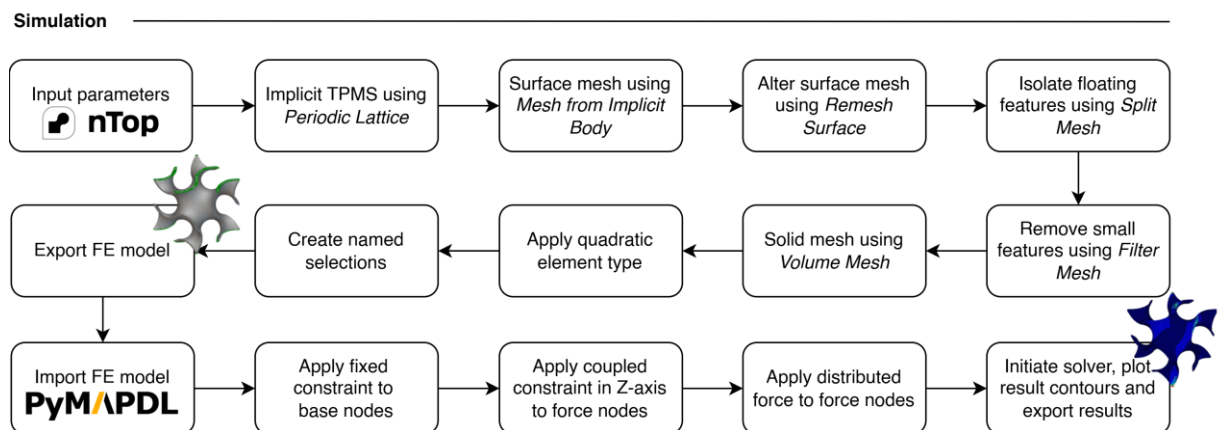 Simulation
Input parameters
nTop
Implicit TPMS using
Periodic Lattice
Surface mesh using
Mesh from Implicit
Body
Alter surface mesh
using Remesh
Surface
Isolate floating
features using Split
Mesh
Remove small
features using Filter
Mesh
Solid mesh using
Volume Mesh
Apply quadratic
element type
Create named
selections
Export FE model
Import FE model
PyMAPDL
Apply fixed
constraint to
base nodes
Apply coupled
constraint in Z-axis
to force nodes
Apply distributed
force to force nodes
Initiate solver, plot
result contours and
export results